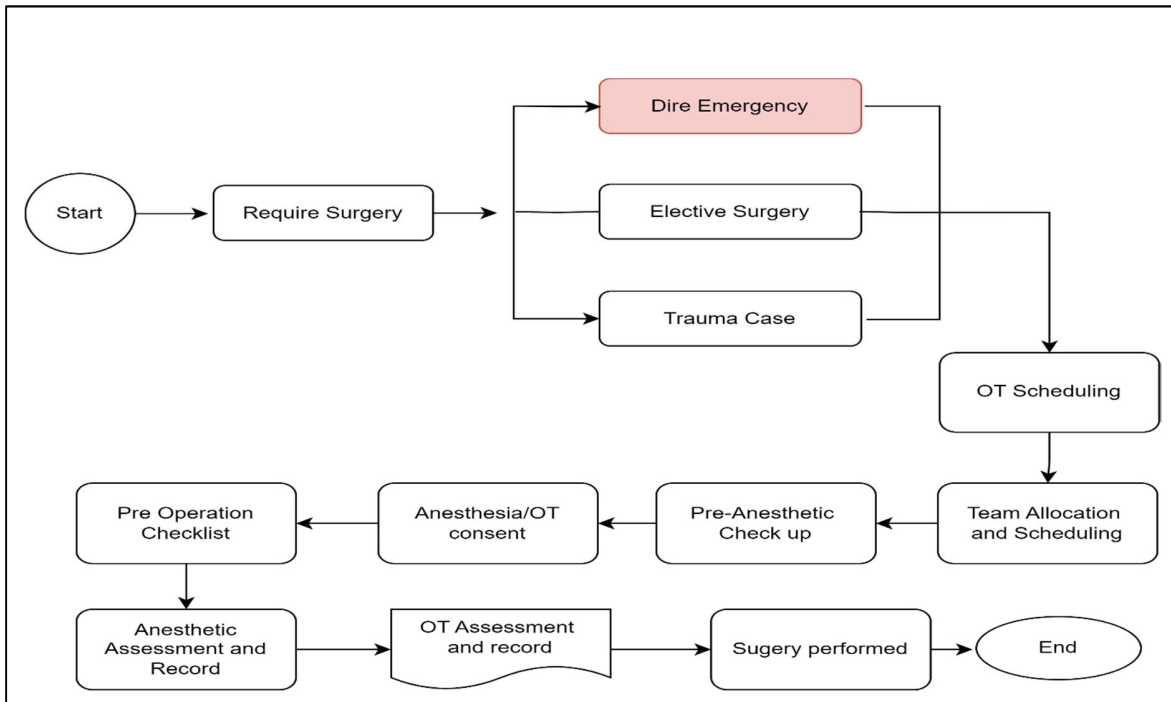 Dire Emergency
Start
Require Surgery
Elective Surgery
Trauma Case
OT Scheduling
Team Allocation
and Scheduling
Pre-Anesthetic
Check up
Anesthesia/OT
consent
Pre Operation
Checklist
Anesthetic
Assessment and
Record
OT Assessment
and record
Sugery performed
End